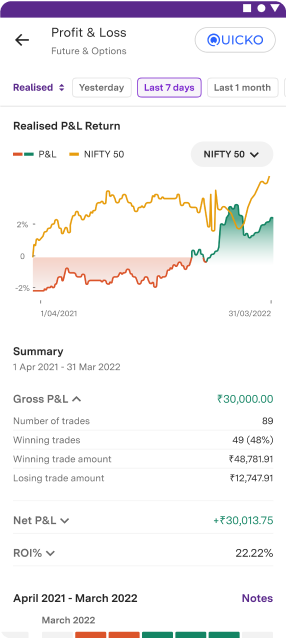 Profit & Loss
Future & Options
QUICKO
Realised
Yesterday
Last 7 days
Last 1 month
Realised P&L Return
P&L
NIFTY 50
NIFTY 50
2%
0
-2%
1/04/2021
31/03/2022
Summary
1 Apr 2021 - 31 Mar 2022
Gross P&L
₹30,000.00
Number of trades
89
Winning trades
49 (48%)
Winning trade amount
₹48,781.91
Losing trade amount
₹12,747.91
Net P&L
+₹30,013.75
ROI%
22.22%
April 2021 - March 2022
Notes
March 2022